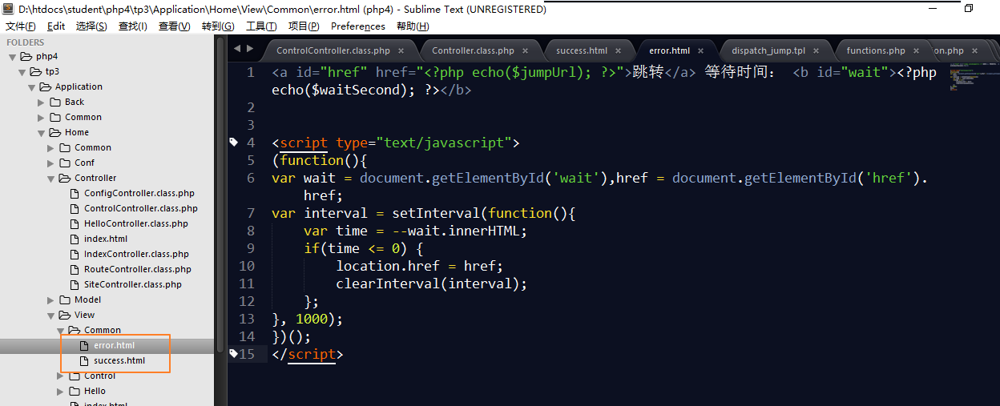 D:\htdocs\student\php4\tp3\Application\Home\View\Common\error.html (php4) - Sublime Text (UNREGISTERED)
文件(F) Edit 选择(S) 查找(I) 查看(V) 转到(G) 工具(T) 项目(P) Preferences 帮助(H)
FOLDERS
php4
tp3
Application
Back
Common
Home
Common
Conf
Controller
ConfigController.class.php
ControlController.class.php
HelloController.class.php
index.html
IndexController.class.php
RouteController.class.php
SiteController.class.php
Model
View
Common
error.html
success.html
Control
Hello
index.html
ControlController.class.php × Controller.class.php × success.html × error.html × dispatch_jump.tpl × functions.php × on.php ×
1 <a id="href" href="<?php echo($jumpUrl); ?>">跳转</a> 等待时间： <b id="wait"><?php
echo($waitSecond); ?></b>
2
3
4 <script type="text/javascript">
5 (function(){
6 var wait = document.getElementById('wait'),href = document.getElementById('href').
href;
7 var interval = setInterval(function(){
8 var time = --wait.innerHTML;
9 if(time <= 0) {
10 location.href = href;
11 clearInterval(interval);
12 };
13 }, 1000);
14 })();
15 </script>